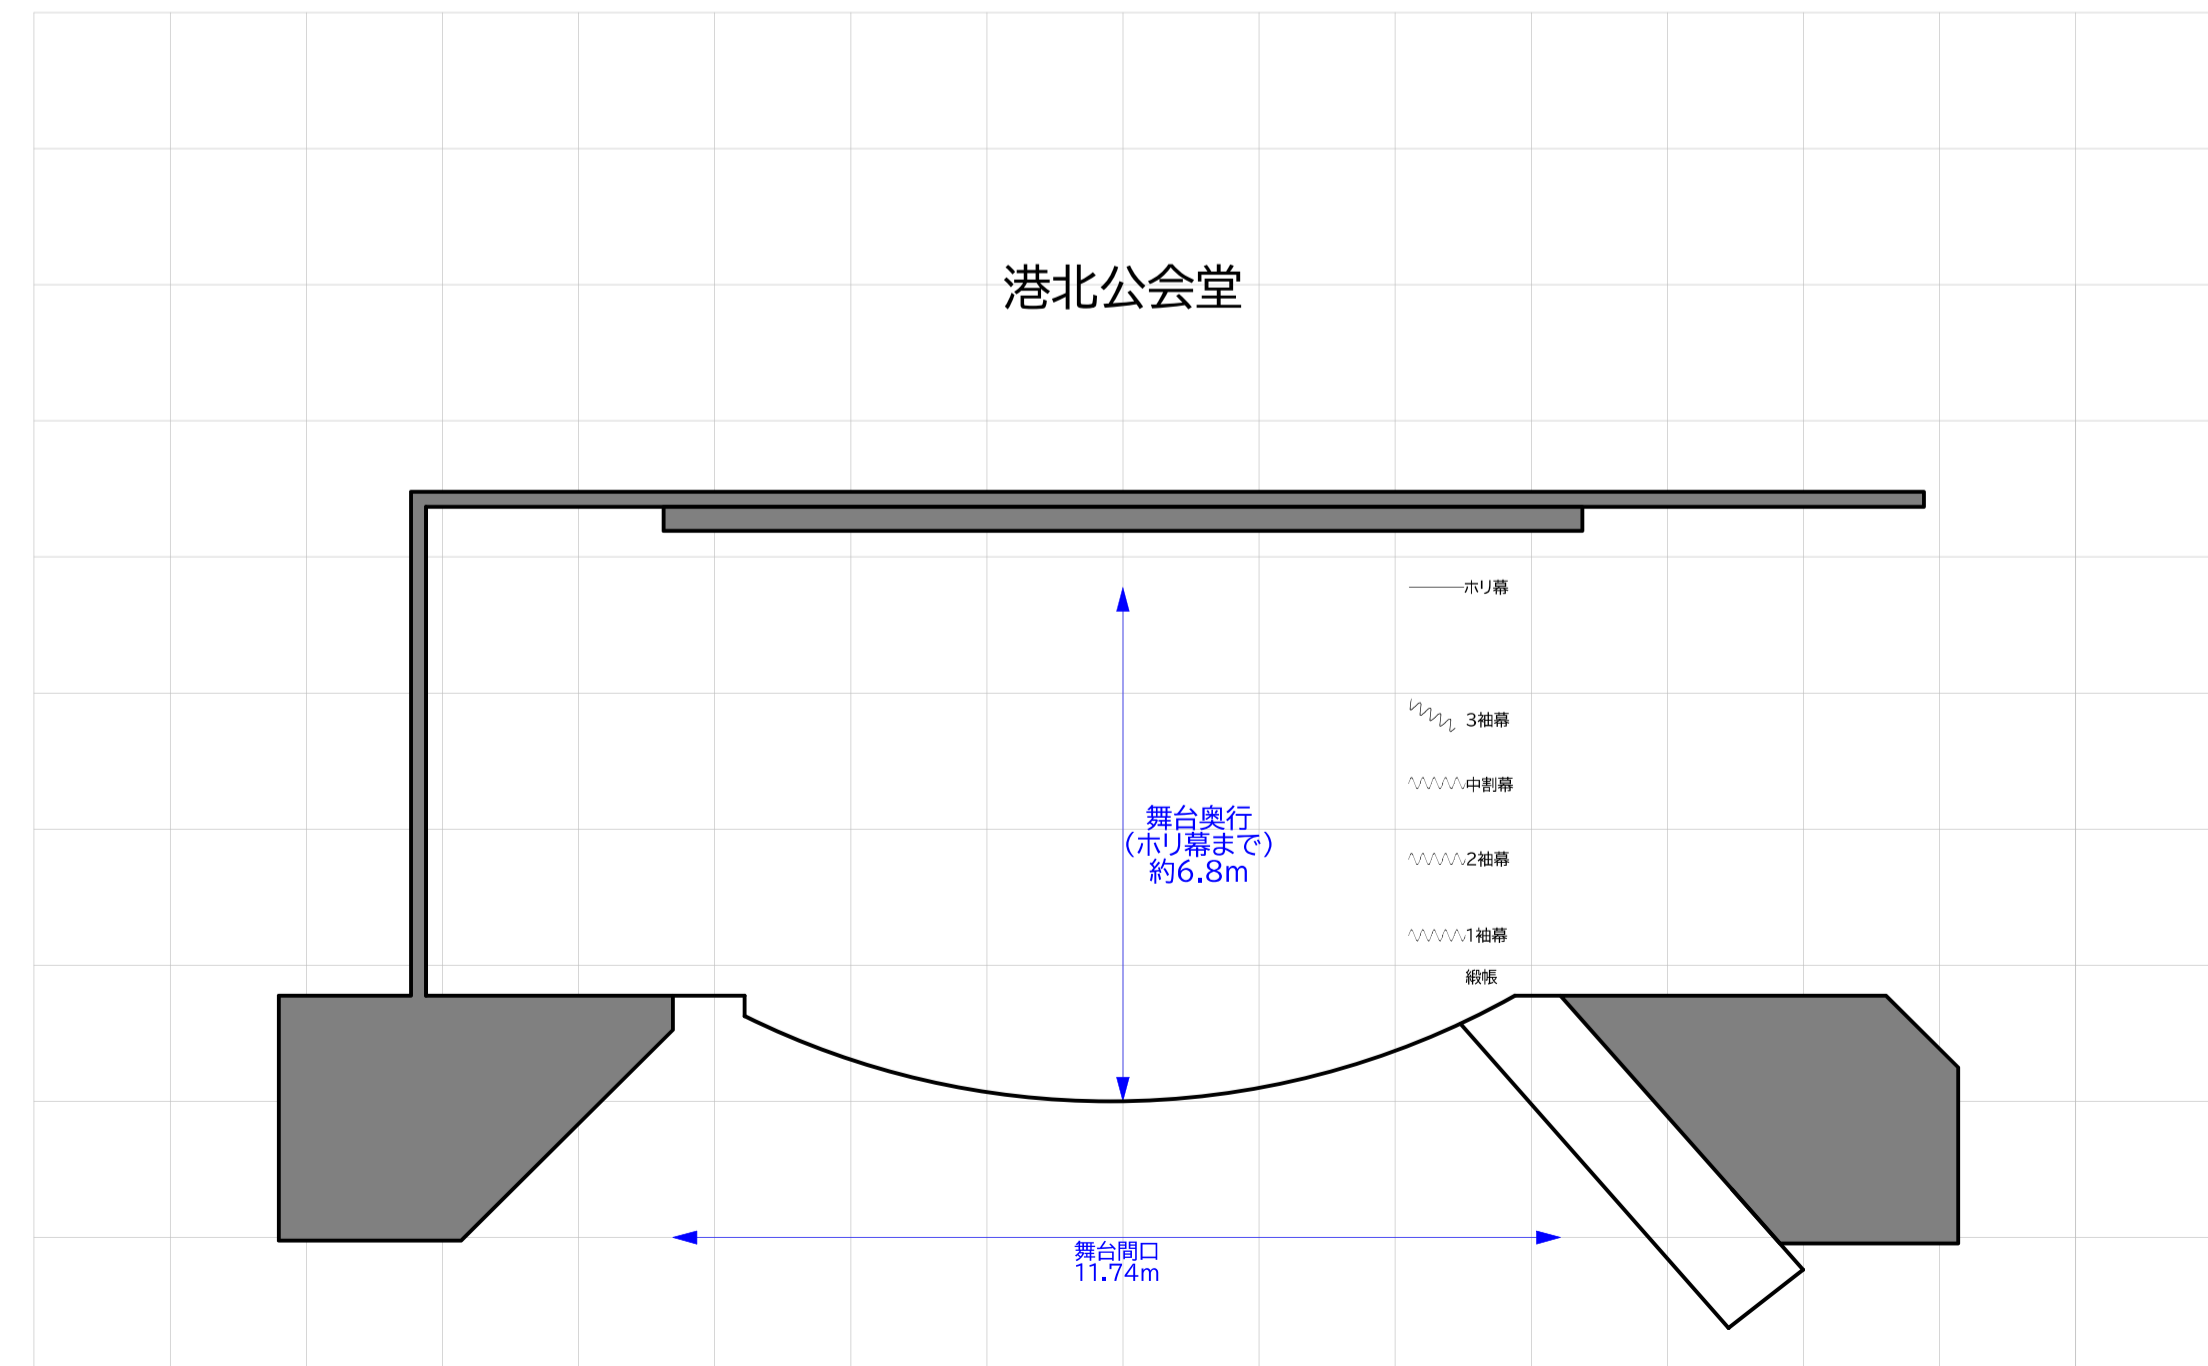 港北公会堂
ホリ幕
3袖幕
中割幕
舞台奥行
(ホリ幕まで)
約6.8m
2袖幕
1袖幕
緞帳
舞台間口
11.74m